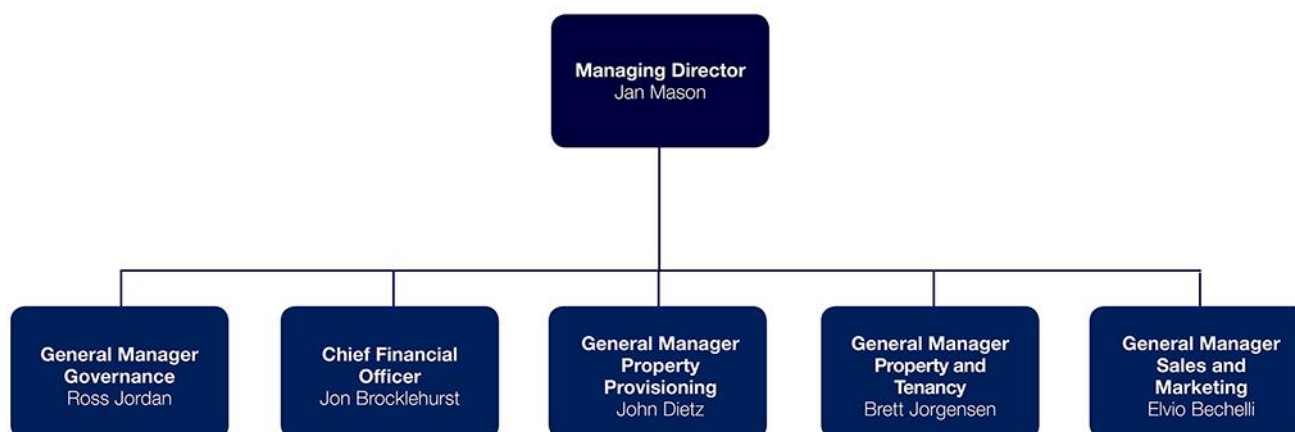 Managing Director
Jan Mason
General Manager
Governance
Ross Jordan
Chief Financial
Officer
Jon Brocklehurst
General Manager
Property
Provisioning
John Dietz
General Manager
Property and
Tenancy
Brett Jorgensen
General Manager
Sales and
Marketing
Elvio Bechelli